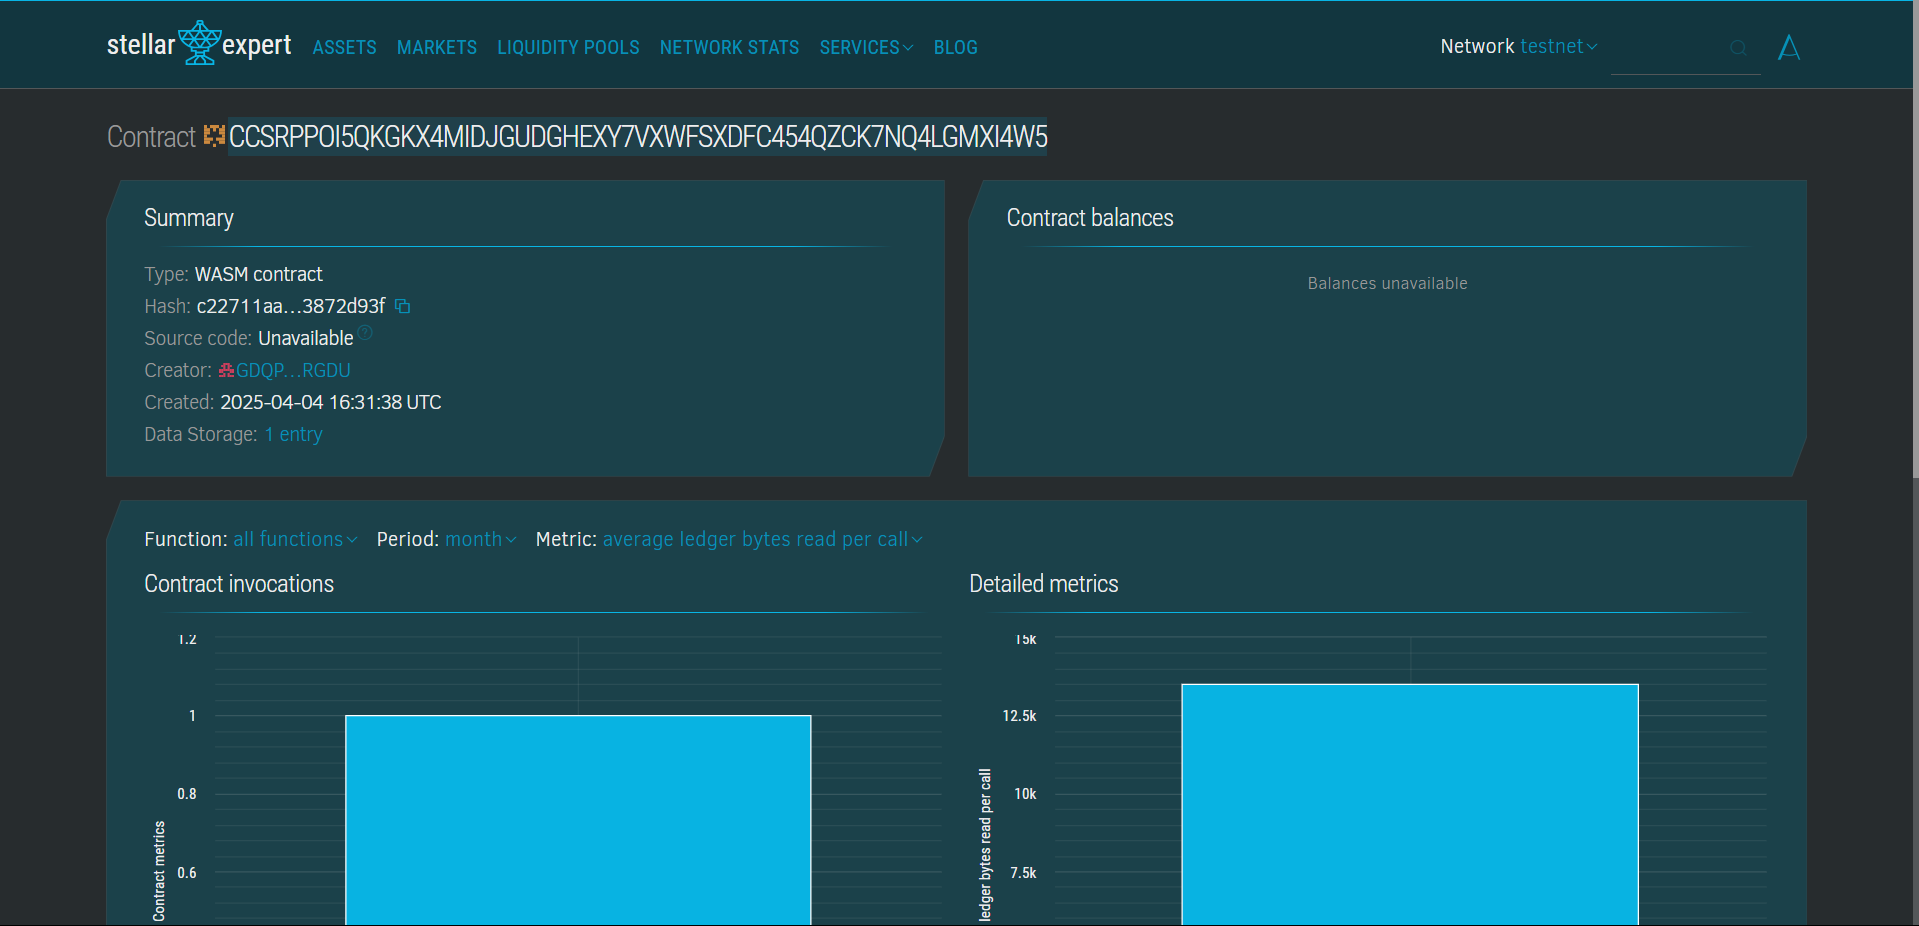 stellar expert ASSETS MARKETS LIQUIDITY POOLS NETWORK STATS SERVICES BLOG Network testnet
Contract CCSRPPOI5QKGKX4MIDJGUDGHEXY7VXWFSXDFC454QZCK7NQ4LGMXI4W5
Summary
Type: WASM contract
Hash: c22711aa…3872d93f
Source code: Unavailable
Creator: GDQP…RGDU
Created: 2025-04-04 16:31:38 UTC
Data Storage: 1 entry
Contract balances
Balances unavailable
Function: all functions Period: month Metric: average ledger bytes read per call
Contract invocations
1.2
1
0.8
0.6
Contract metrics
Detailed metrics
15k
12.5k
10k
7.5k
ledger bytes read per call